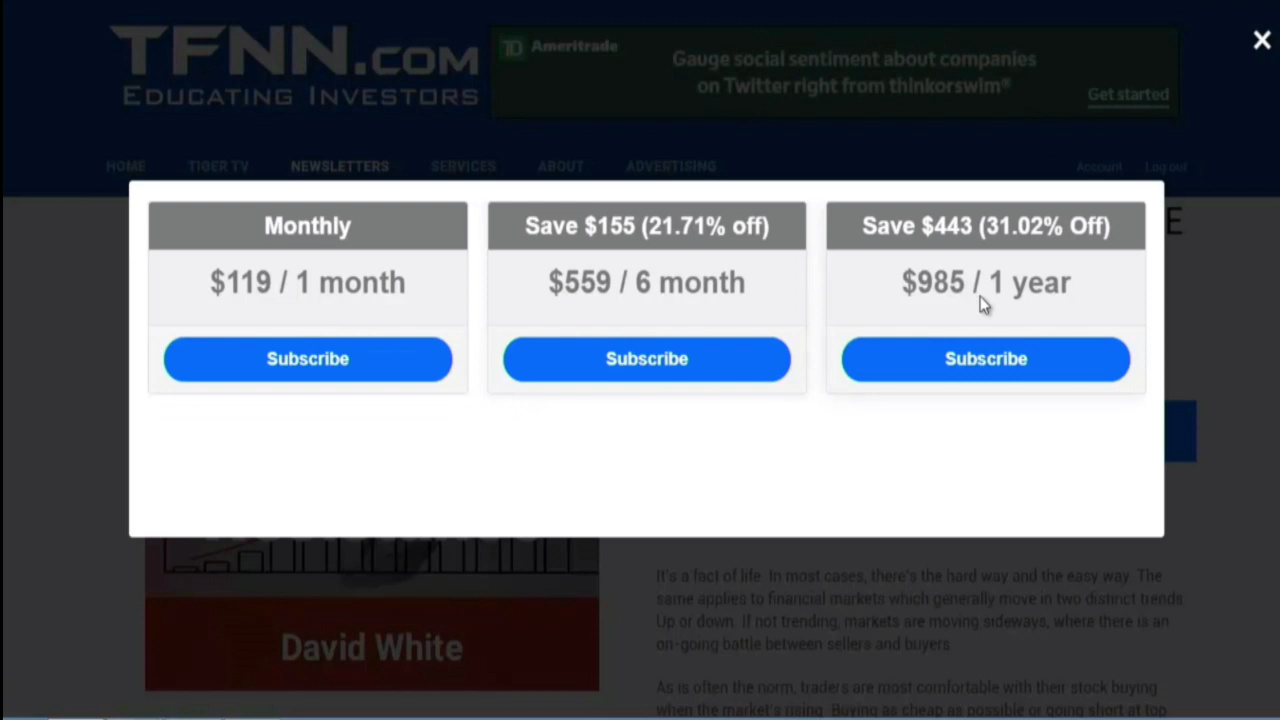 TFNN.COM
EDUCATING INVESTORS
TD Ameritrade
Gauge social sentiment about companies
on Twitter right from thinkorswim®
Get started
HOME TIGER TV NEWSLETTERS SERVICES ABOUT ADVERTISING Account Log out
E
Monthly
$119 / 1 month
Subscribe
Save $155 (21.71% off)
$559 / 6 month
Subscribe
Save $443 (31.02% Off)
$985 / 1 year
Subscribe
David White
It's a fact of life. In most cases, there's the hard way and the easy way. The
same applies to financial markets which generally move in two distinct trends.
Up or down. If not trending, markets are moving sideways, where there is an
on-going battle between sellers and buyers.
As is often the norm, traders are most comfortable with their stock buying
when the market's rising. Buying as cheap as possible or going short at top